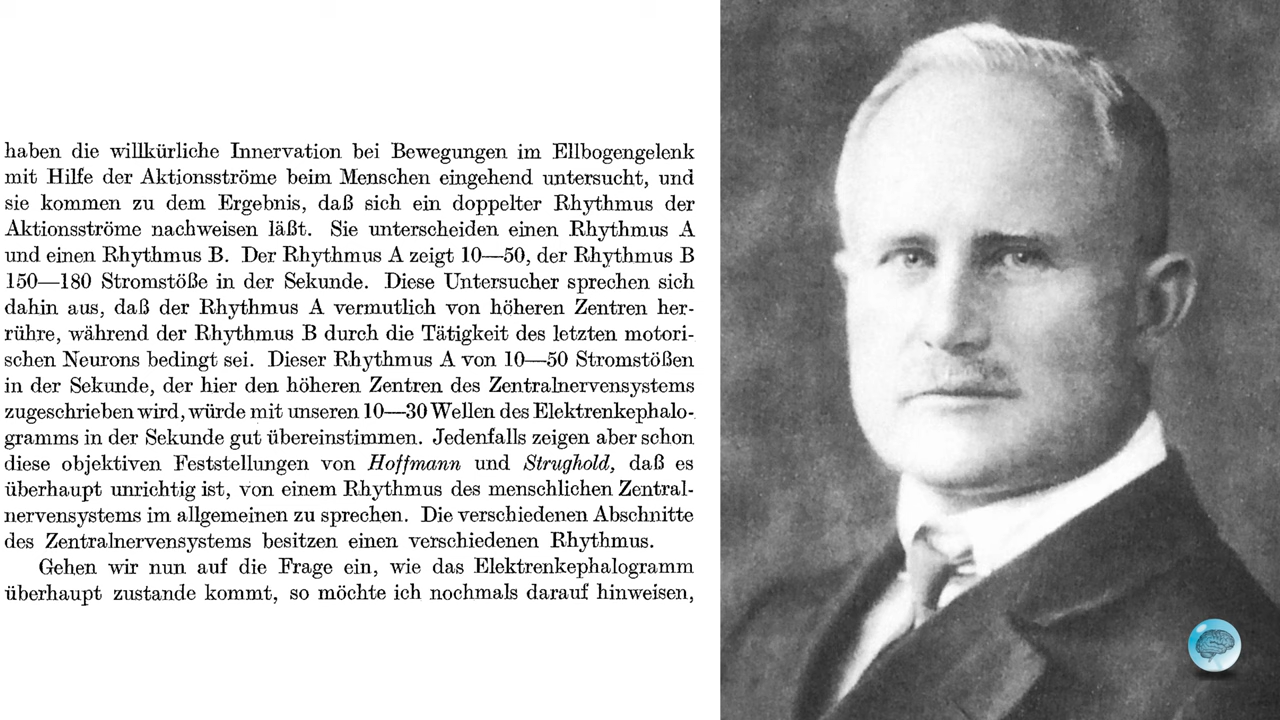 haben die willkürliche Innervation bei Bewegungen im Ellbogengelenk
mit Hilfe der Aktionsströme beim Menschen eingehend untersucht, und
sie kommen zu dem Ergebnis, daß sich ein doppelter Rhythmus der
Aktionsströme nachweisen läßt. Sie unterscheiden einen Rhythmus A
und einen Rhythmus B. Der Rhythmus A zeigt 10—50, der Rhythmus B
150—180 Stromstöße in der Sekunde. Diese Untersucher sprechen sich
dahin aus, daß der Rhythmus A vermutlich von höheren Zentren her-
rühre, während der Rhythmus B durch die Tätigkeit des letzten motori-
schen Neurons bedingt sei. Dieser Rhythmus A von 10—50 Stromstößen
in der Sekunde, der hier den höheren Zentren des Zentralnervensystems
zugeschrieben wird, würde mit unseren 10—30 Wellen des Elektrenkephalo-
gramms in der Sekunde gut übereinstimmen. Jedenfalls zeigen aber schon
diese objektiven Feststellungen von Hoffmann und Strughold, daß es
überhaupt unrichtig ist, von einem Rhythmus des menschlichen Zentral-
nervensystems im allgemeinen zu sprechen. Die verschiedenen Abschnitte
des Zentralnervensystems besitzen einen verschiedenen Rhythmus.
Gehen wir nun auf die Frage ein, wie das Elektrenkephalogramm
überhaupt zustande kommt, so möchte ich nochmals darauf hinweisen,